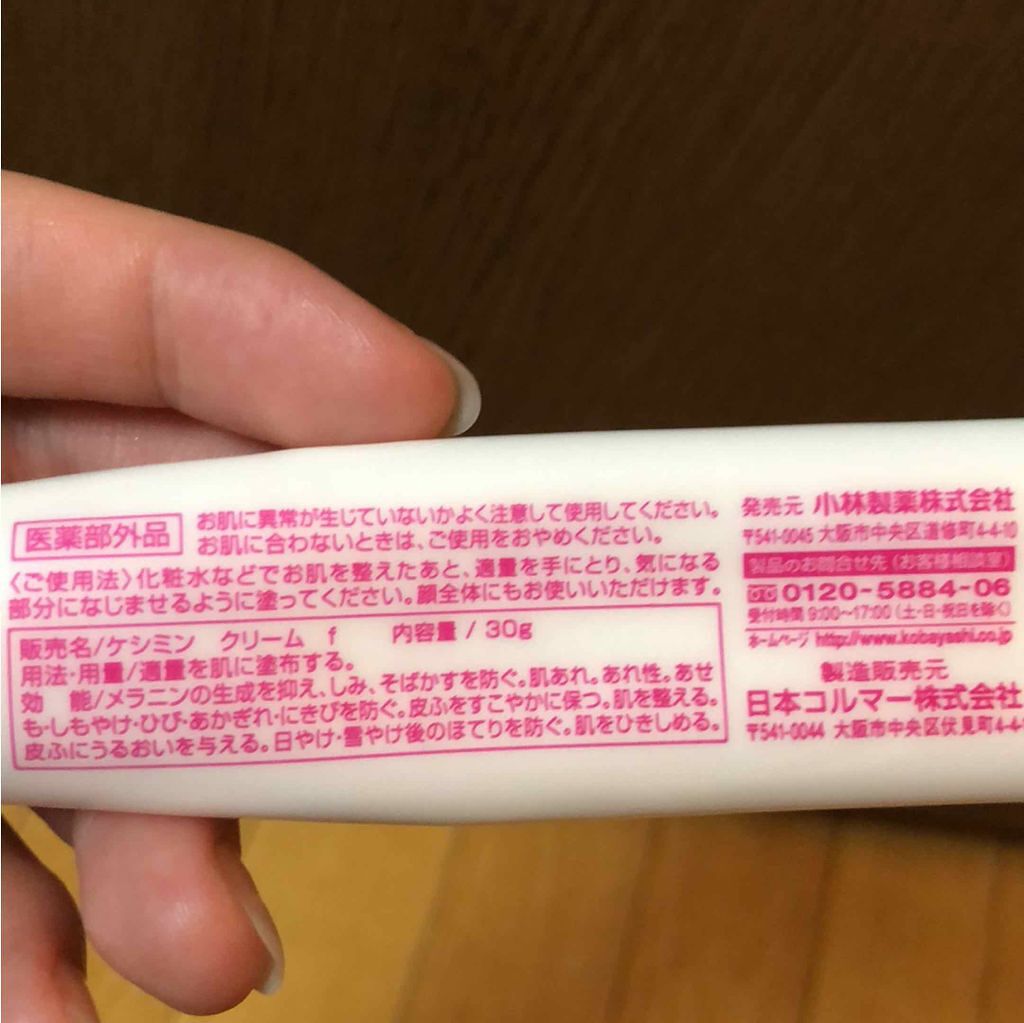 医薬部外品
お肌に異常が生じていないかよく注意して使用してください。
お肌に合わないときは、ご使用をおやめください。
〈ご使用法〉化粧水などでお肌を整えたあと、適量を手にとり、気になる
部分になじませるように塗ってください。顔全体にもお使いいただけます。
販売名/ケシミン クリーム f 内容量 / 30g
用法・用量/適量を肌に塗布する。
効 能/メラニンの生成を抑え、しみ、そばかすを防ぐ。肌あれ。あれ性。あせ
も・しもやけ・ひび・あかぎれ・にきびを防ぐ。皮ふをすこやかに保つ。肌を整える。
皮ふにうるおいを与える。日やけ・雪やけ後のほてりを防ぐ。肌をひきしめる。
発売元 小林製薬株式会社
〒541-0045 大阪市中央区道修町4-4-10
製品のお問合せ先（お客様相談室）
0120-5884-06
受付時間 9:00〜17:00（土・日・祝日を除く）
ホームページ http://www.kobayashi.co.jp
製造販売元
日本コルマー株式会社
〒541-0044 大阪市中央区伏見町4-4-